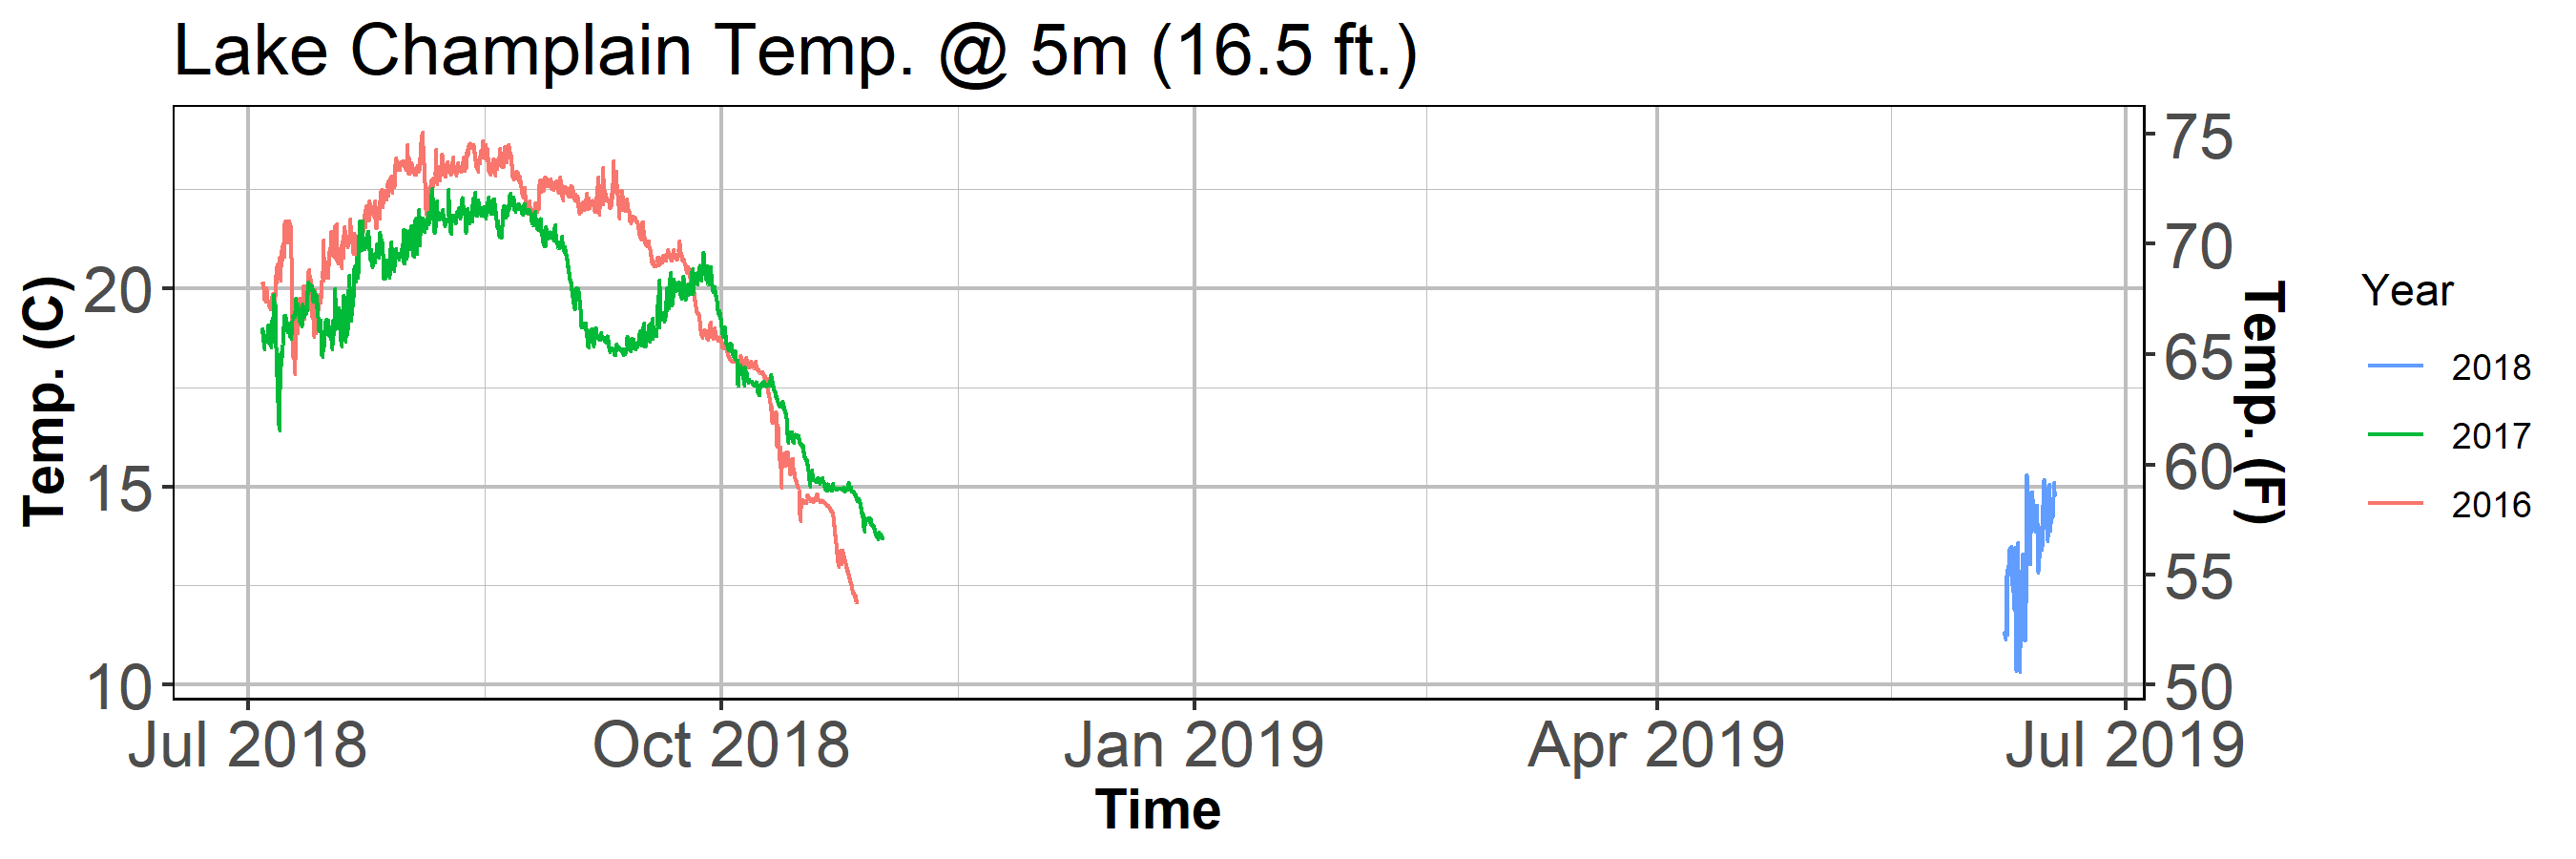 Lake Champlain Temp. @ 5m (16.5 ft.)
Temp. (C)
20
15
10
75
70
65
60
55
50
Temp. (F)
Jul 2018
Oct 2018
Jan 2019
Apr 2019
Jul 2019
Time
Year
2018
2017
2016